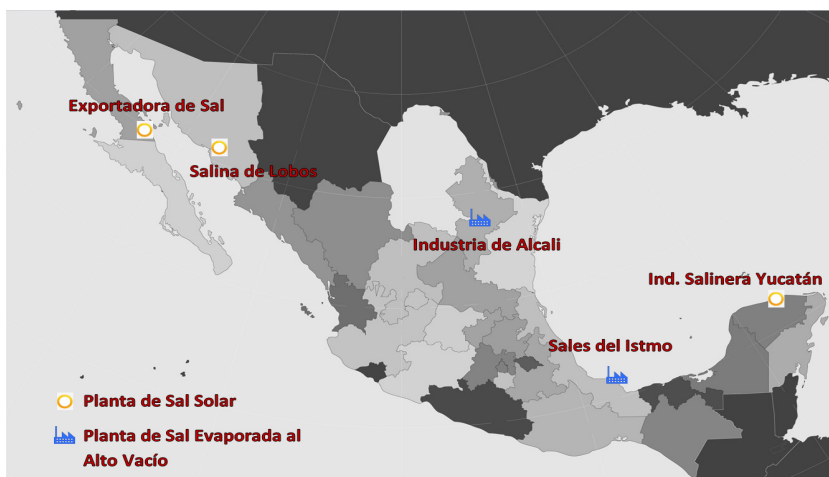 Exportadora de Sal
Salina de Lobos
Industria de Alcali
Ind. Salinera Yucatán
Sales del Istmo
Planta de Sal Solar
Planta de Sal Evaporada al
Alto Vacío